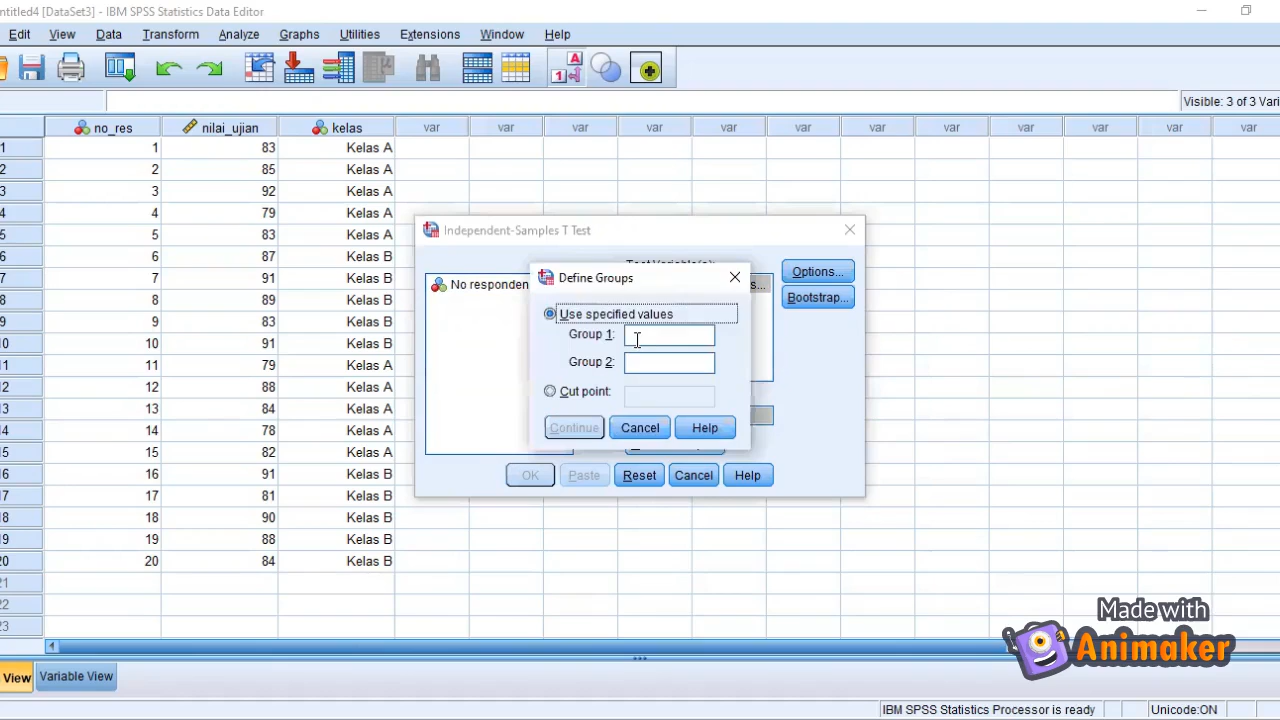 ntitled4 [DataSet3] - IBM SPSS Statistics Data Editor
Edit View Data Transform Analyze Graphs Utilities Extensions Window Help
Visible: 3 of 3 Vari
no_res nilai_ujian kelas var var var var var var var var var var var var
1 1 83 Kelas A
2 2 85 Kelas A
3 3 92 Kelas A
4 4 79 Kelas A
5 5 83 Kelas A
6 6 87 Kelas B
7 7 91 Kelas B
8 8 89 Kelas B
9 9 83 Kelas B
10 10 91 Kelas B
11 11 79 Kelas A
12 12 88 Kelas A
13 13 84 Kelas A
14 14 78 Kelas A
15 15 82 Kelas A
16 16 91 Kelas B
17 17 81 Kelas B
18 18 90 Kelas B
19 19 88 Kelas B
20 20 84 Kelas B
21
22
23
Independent-Samples T Test
Test Variable(s):
No responden
s...
Options...
Bootstrap...
Define Groups
Use specified values
Group 1:
Group 2:
Cut point:
Continue Cancel Help
OK Paste Reset Cancel Help
Made with
Animaker
View Variable View
IBM SPSS Statistics Processor is ready Unicode:ON